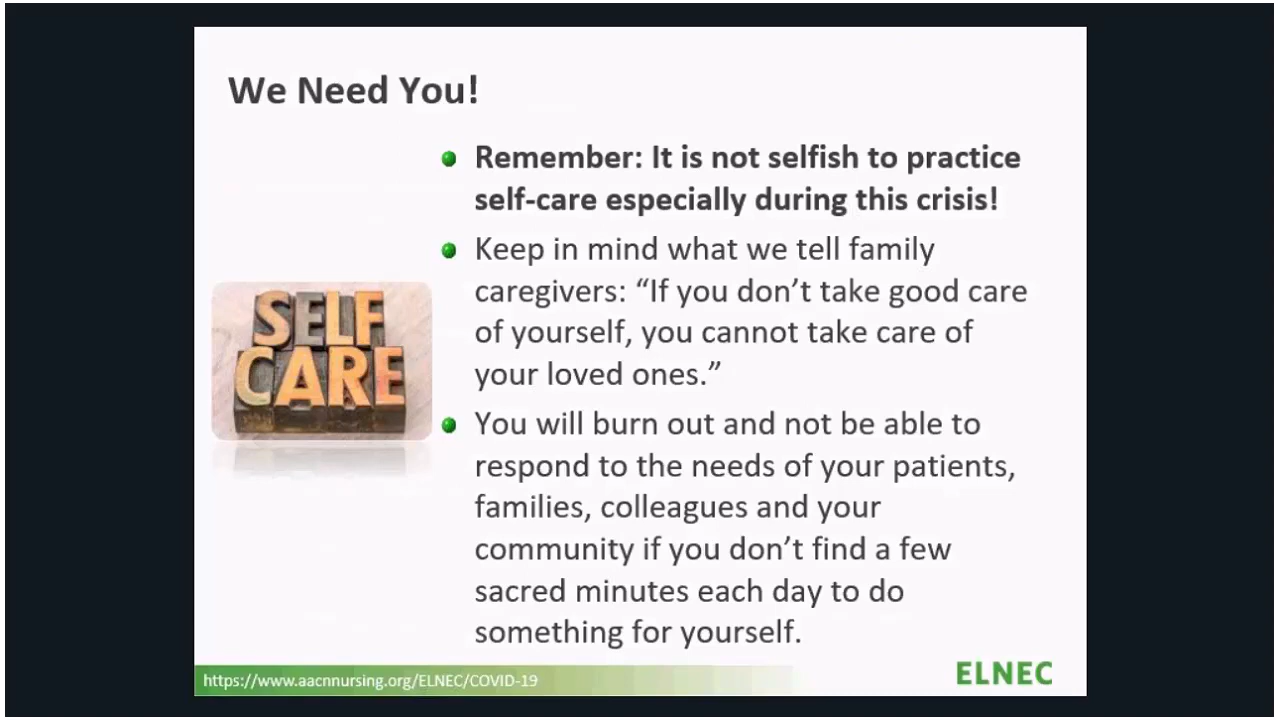 We Need You!
Remember: It is not selfish to practice
self-care especially during this crisis!
Keep in mind what we tell family
caregivers: “If you don’t take good care
of yourself, you cannot take care of
your loved ones.”
SELF
CARE
You will burn out and not be able to
respond to the needs of your patients,
families, colleagues and your
community if you don’t find a few
sacred minutes each day to do
something for yourself.
https://www.aacnnursing.org/ELNEC/COVID-19
ELNEC